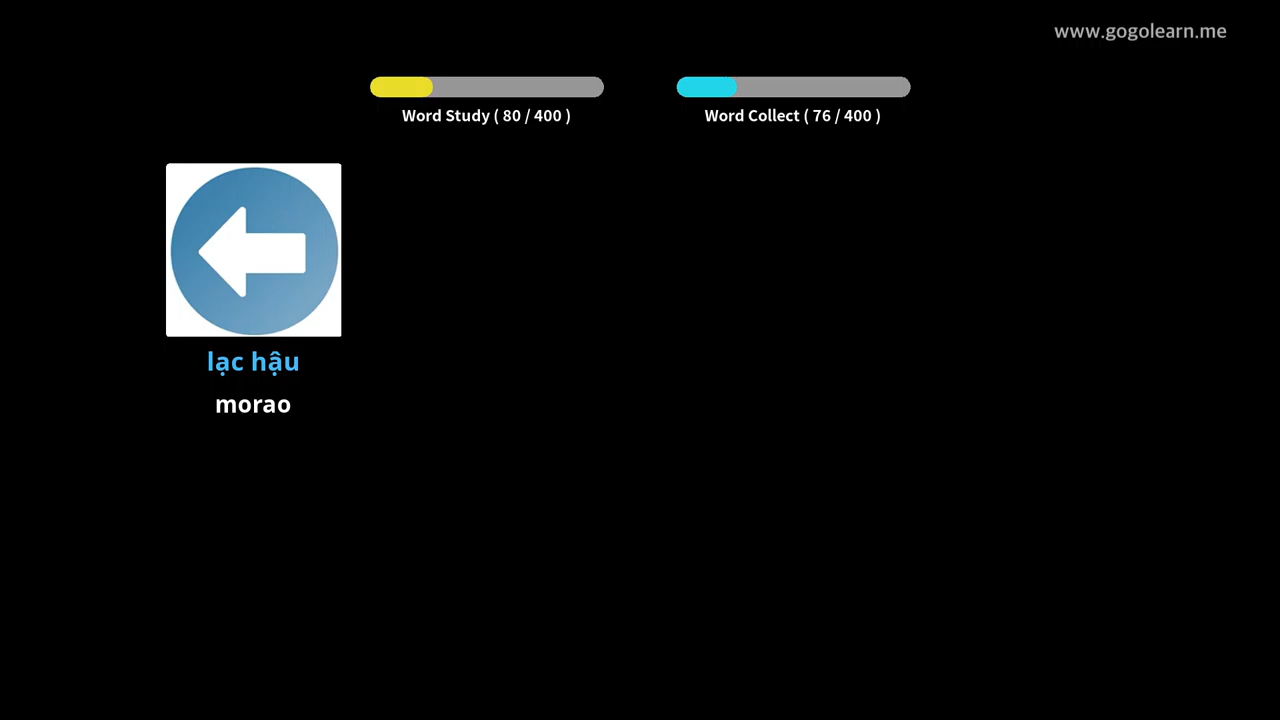 www.gogolearn.me
Word Study ( 80 / 400 )
Word Collect ( 76 / 400 )
lạc hậu
morao